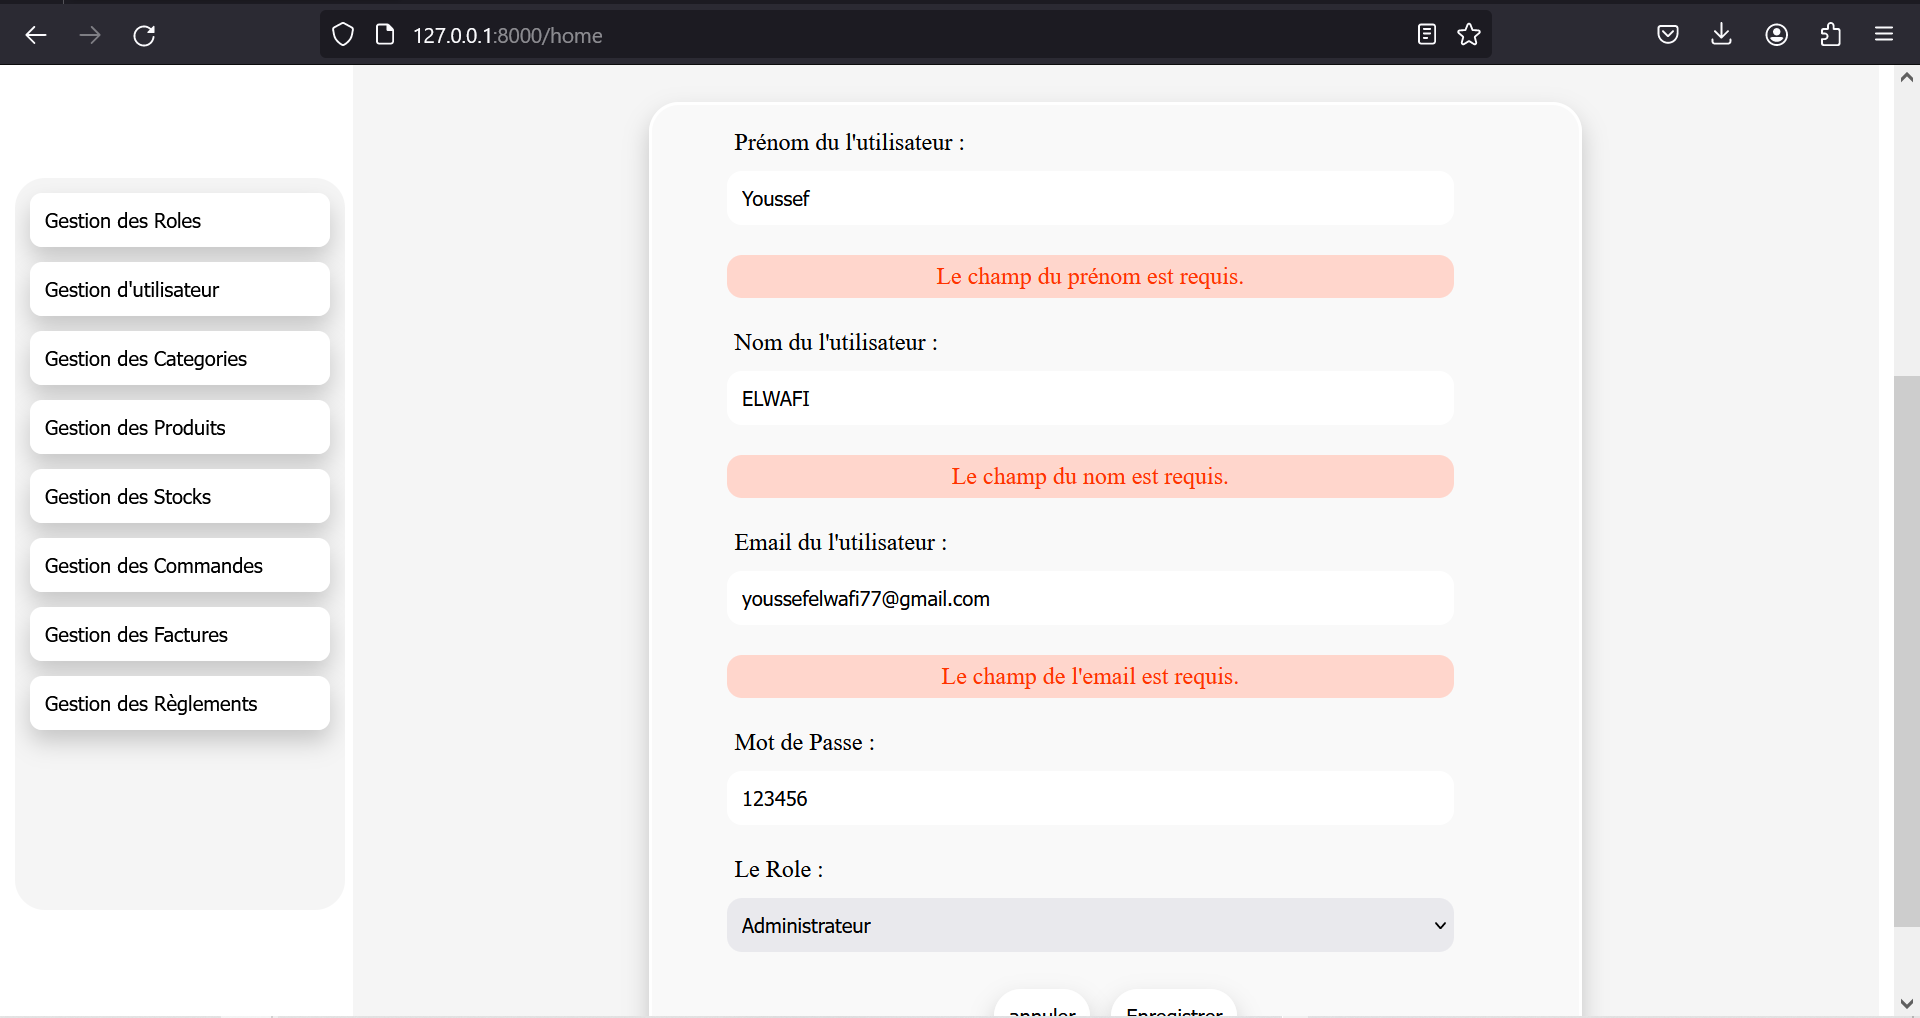 127.0.0.1:8000/home
Gestion des Roles
Gestion d'utilisateur
Gestion des Categories
Gestion des Produits
Gestion des Stocks
Gestion des Commandes
Gestion des Factures
Gestion des Règlements
Prénom du l'utilisateur :
Youssef
Le champ du prénom est requis.
Nom du l'utilisateur :
ELWAFI
Le champ du nom est requis.
Email du l'utilisateur :
youssefelwafi77@gmail.com
Le champ de l'email est requis.
Mot de Passe :
123456
Le Role :
Administrateur
annuler Enregistrer